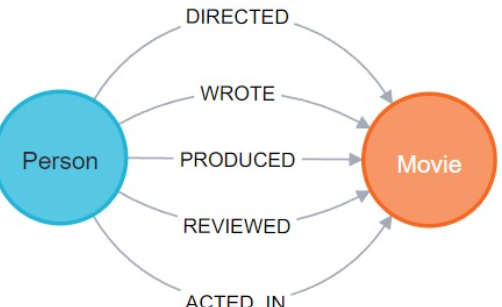 DIRECTED
WROTE
Person
PRODUCED
Movie
REVIEWED
ACTED_IN